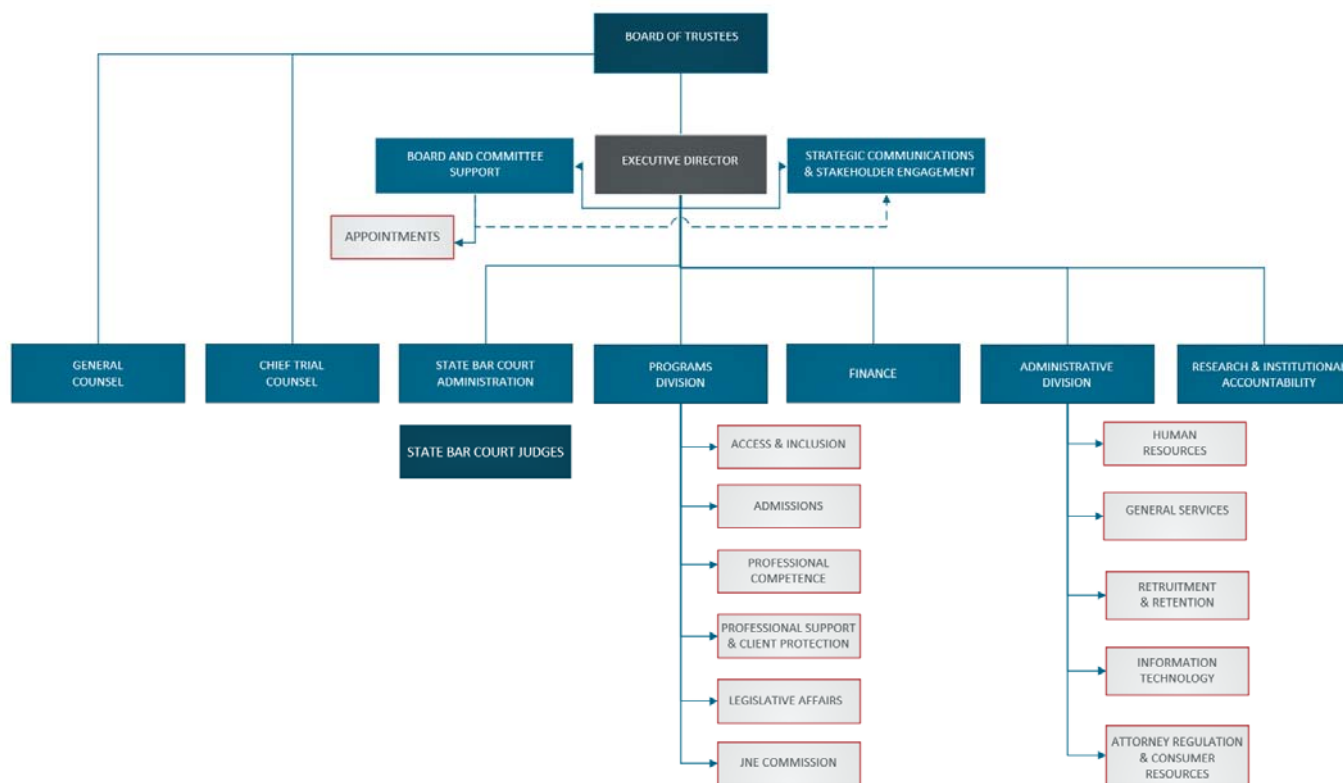 BOARD OF TRUSTEES
BOARD AND COMMITTEE
SUPPORT
EXECUTIVE DIRECTOR
STRATEGIC COMMUNICATIONS
& STAKEHOLDER ENGAGEMENT
APPOINTMENTS
GENERAL
COUNSEL
CHIEF TRIAL
COUNSEL
STATE BAR COURT
ADMINISTRATION
PROGRAMS
DIVISION
FINANCE
ADMINISTRATIVE
DIVISION
RESEARCH & INSTITUTIONAL
ACCOUNTABILITY
STATE BAR COURT JUDGES
ACCESS & INCLUSION
ADMISSIONS
PROFESSIONAL
COMPETENCE
PROFESSIONAL SUPPORT
& CLIENT PROTECTION
LEGISLATIVE AFFAIRS
JNE COMMISSION
HUMAN
RESOURCES
GENERAL SERVICES
RETRUITMENT
& RETENTION
INFORMATION
TECHNOLOGY
ATTORNEY REGULATION
& CONSUMER
RESOURCES